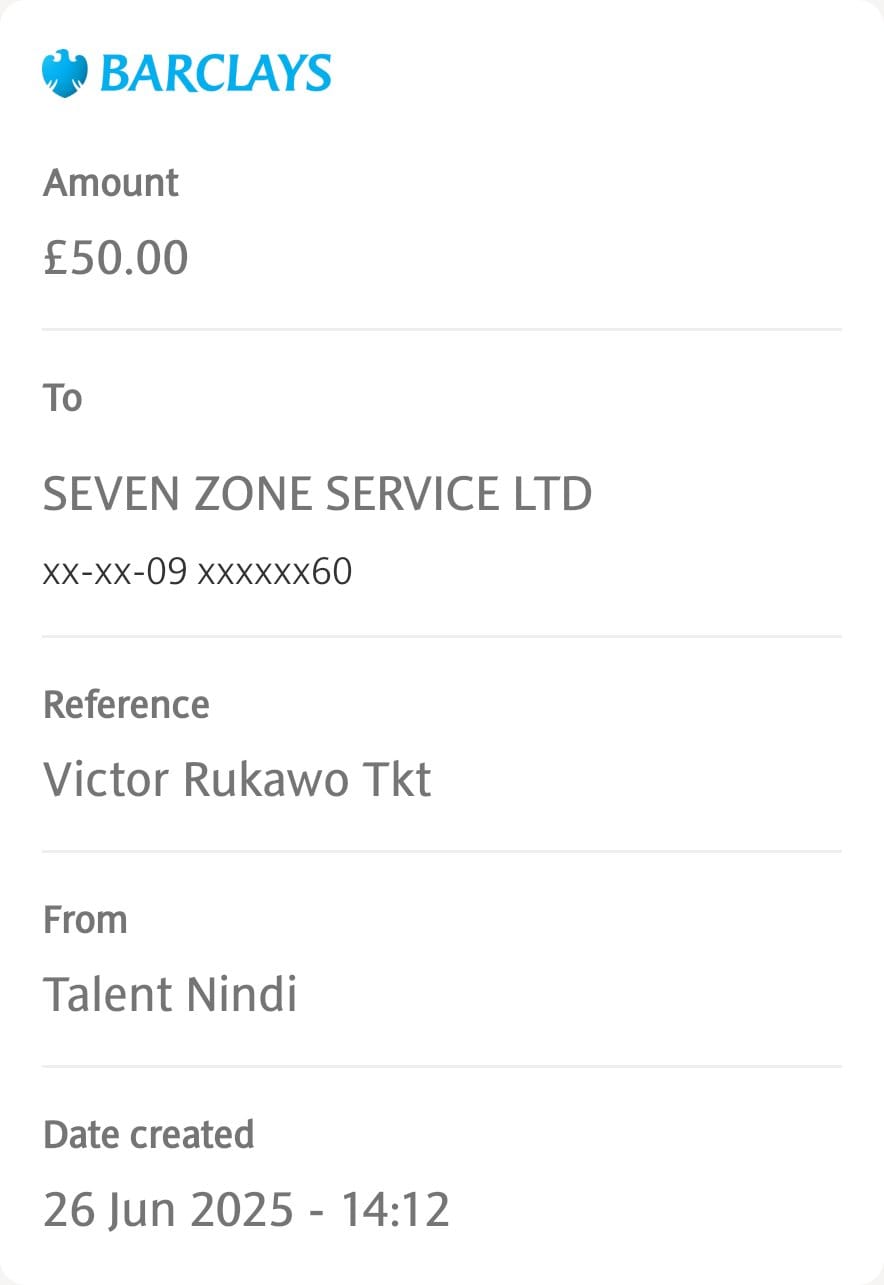 BARCLAYS
Amount
£50.00
To
SEVEN ZONE SERVICE LTD
xx-xx-09 xxxxxx60
Reference
Victor Rukawo Tkt
From
Talent Nindi
Date created
26 Jun 2025 - 14:12